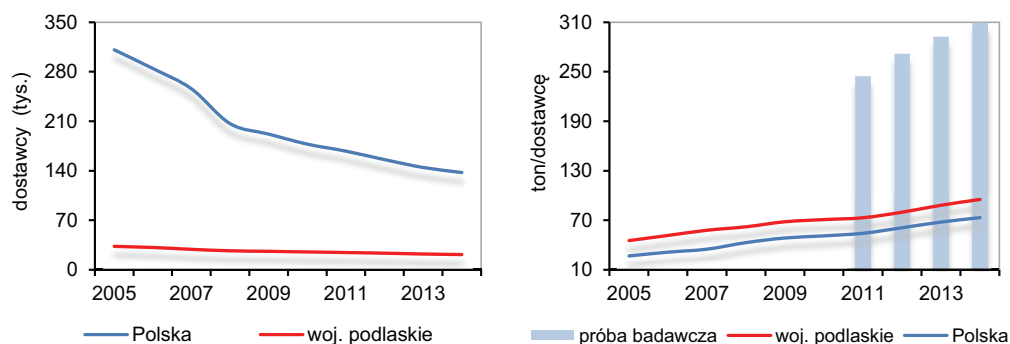 dostawcy (tys.)
350
280
210
140
70
0
2005 2007 2009 2011 2013
Polska woj. podlaskie
ton/dostawcę
310
250
190
130
70
10
2005 2007 2009 2011 2013
próba badawcza woj. podlaskie Polska